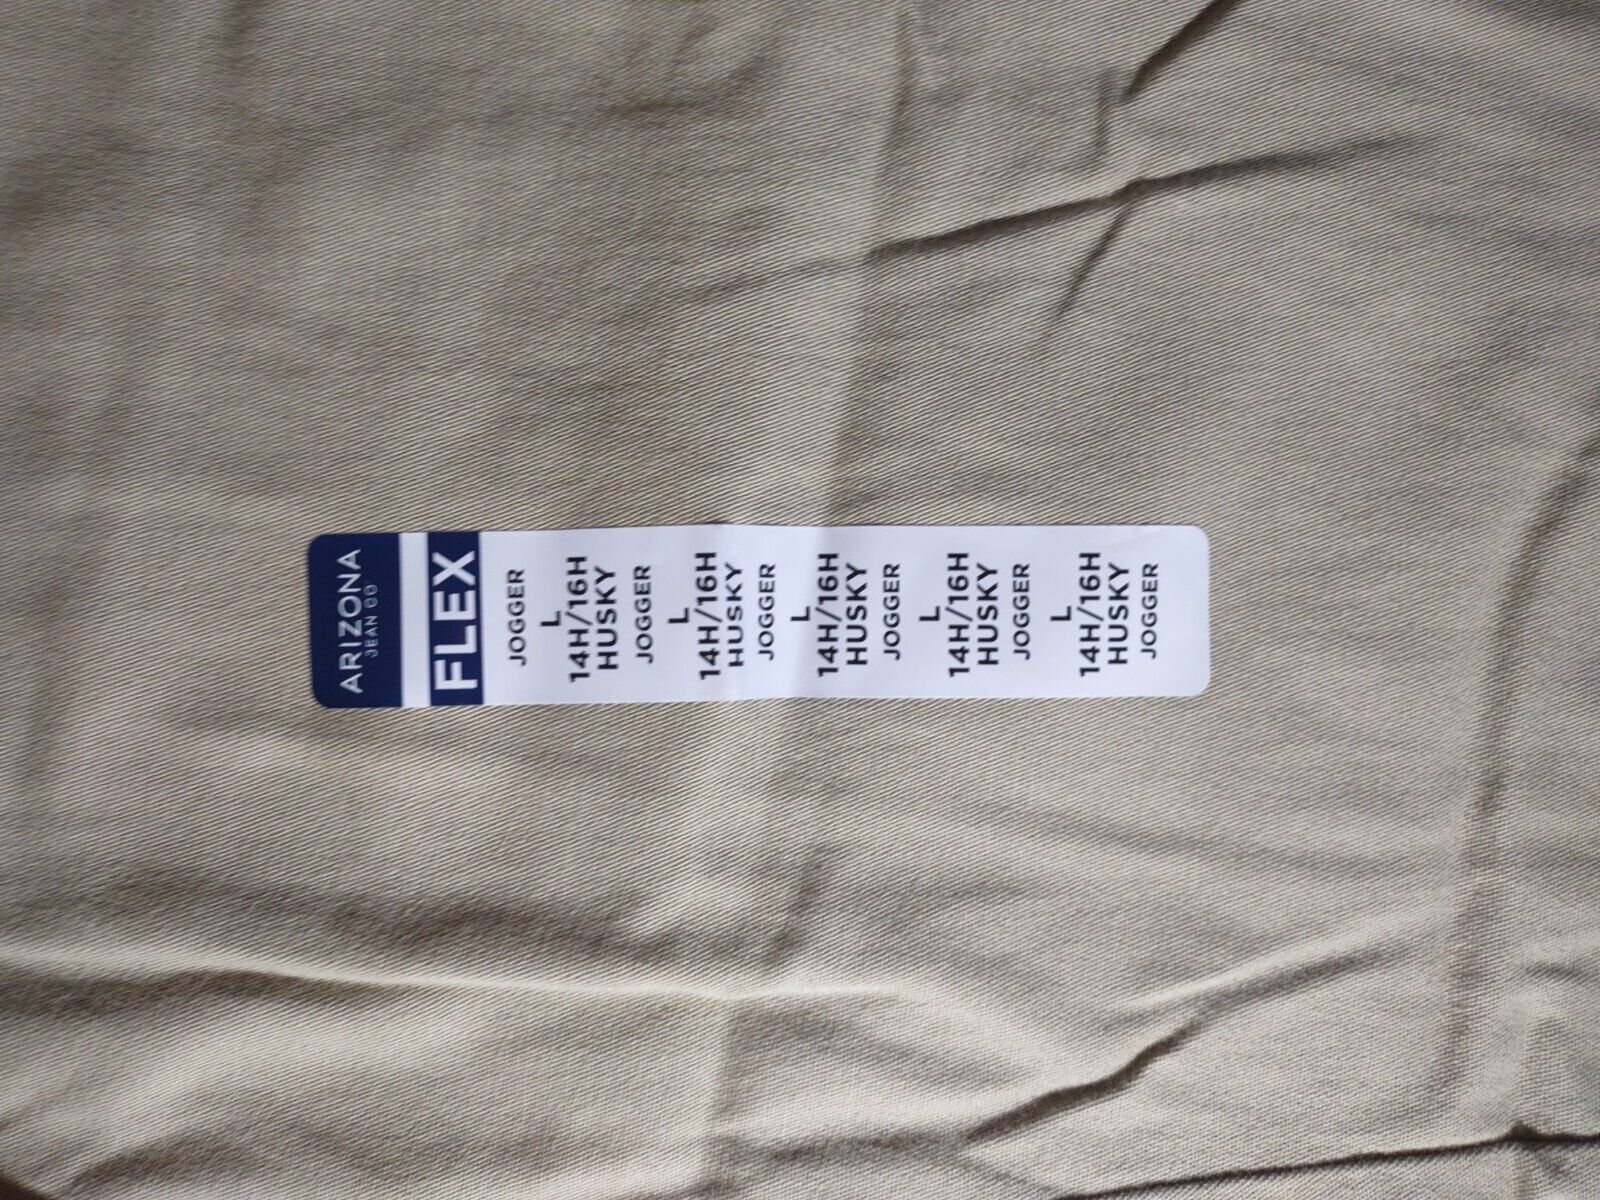 ARIZONA
JEAN CO
FLEX
JOGGER
L
14H/16H
HUSKY
JOGGER
L
14H/16H
HUSKY
JOGGER
L
14H/16H
HUSKY
JOGGER
L
14H/16H
HUSKY
JOGGER
L
14H/16H
HUSKY
JOGGER